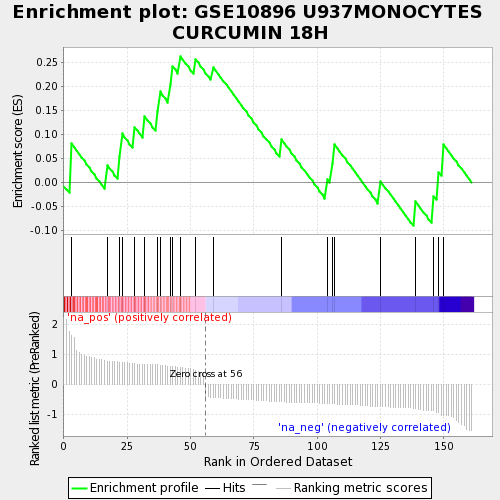 Enrichment plot: GSE10896 U937MONOCYTES
CURCUMIN 18H
Enrichment score (ES)
0.25
0.20
0.15
0.10
0.05
0.00
-0.05
-0.10
Ranked list metric (PreRanked)
'na_pos' (positively correlated)
2
1
0
-1
Zero cross at 56
'na_neg' (negatively correlated)
0 25 50 75 100 125 150
Rank in Ordered Dataset
Enrichment profile Hits Ranking metric scores